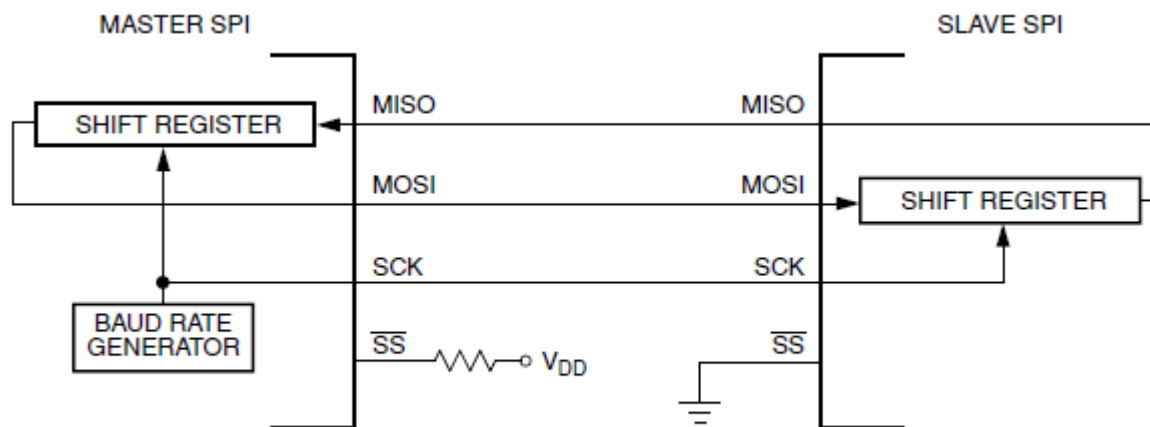 MASTER SPI
SLAVE SPI
MISO
MISO
SHIFT REGISTER
MOSI
MOSI
SHIFT REGISTER
SCK
SCK
BAUD RATE
GENERATOR
SS
VDD
SS